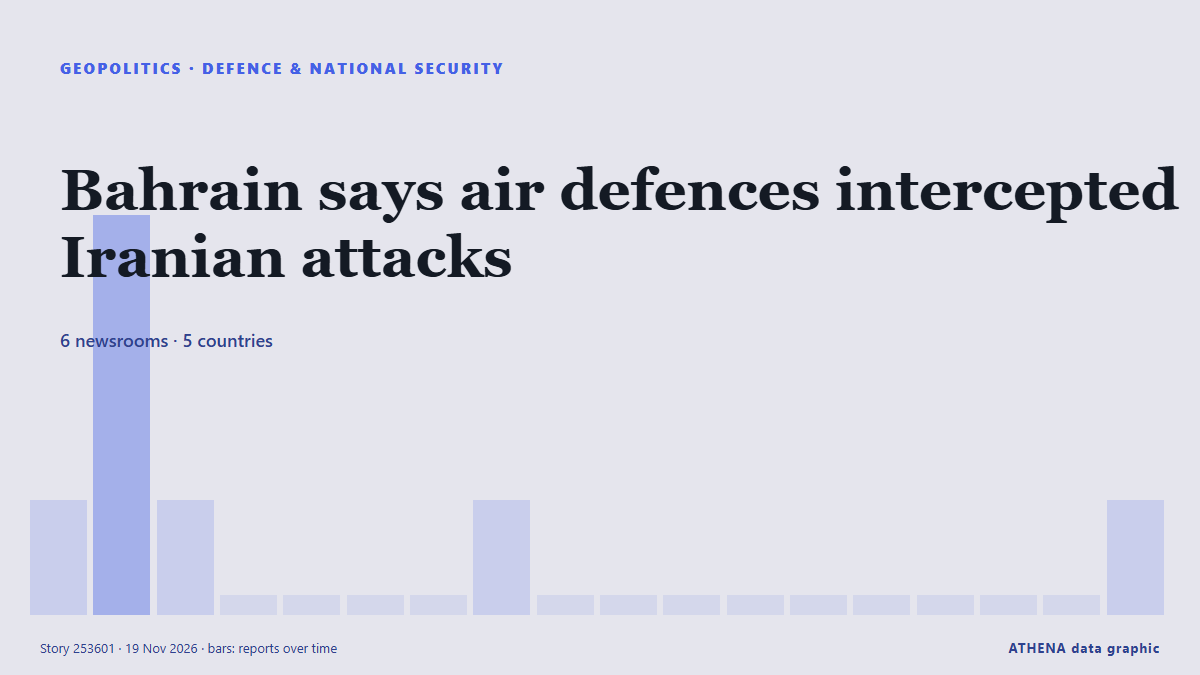 GEOPOLITICS · DEFENCE & NATIONAL SECURITY
Bahrain says air defences intercepted
Iranian attacks
6 newsrooms · 5 countries
Story 253601 · 19 Nov 2026 · bars: reports over time
ATHENA data graphic